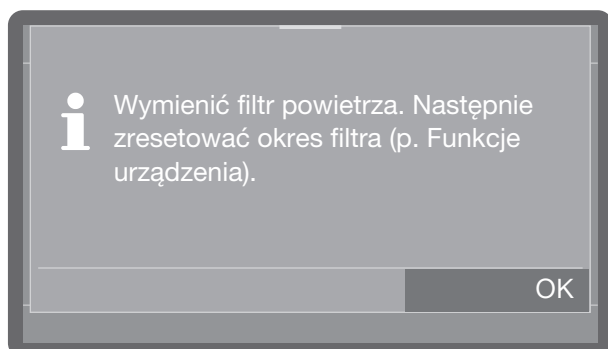 Wymienić filtr powietrza. Następnie
zresetować okres filtra (p. Funkcje
urządzenia).
OK